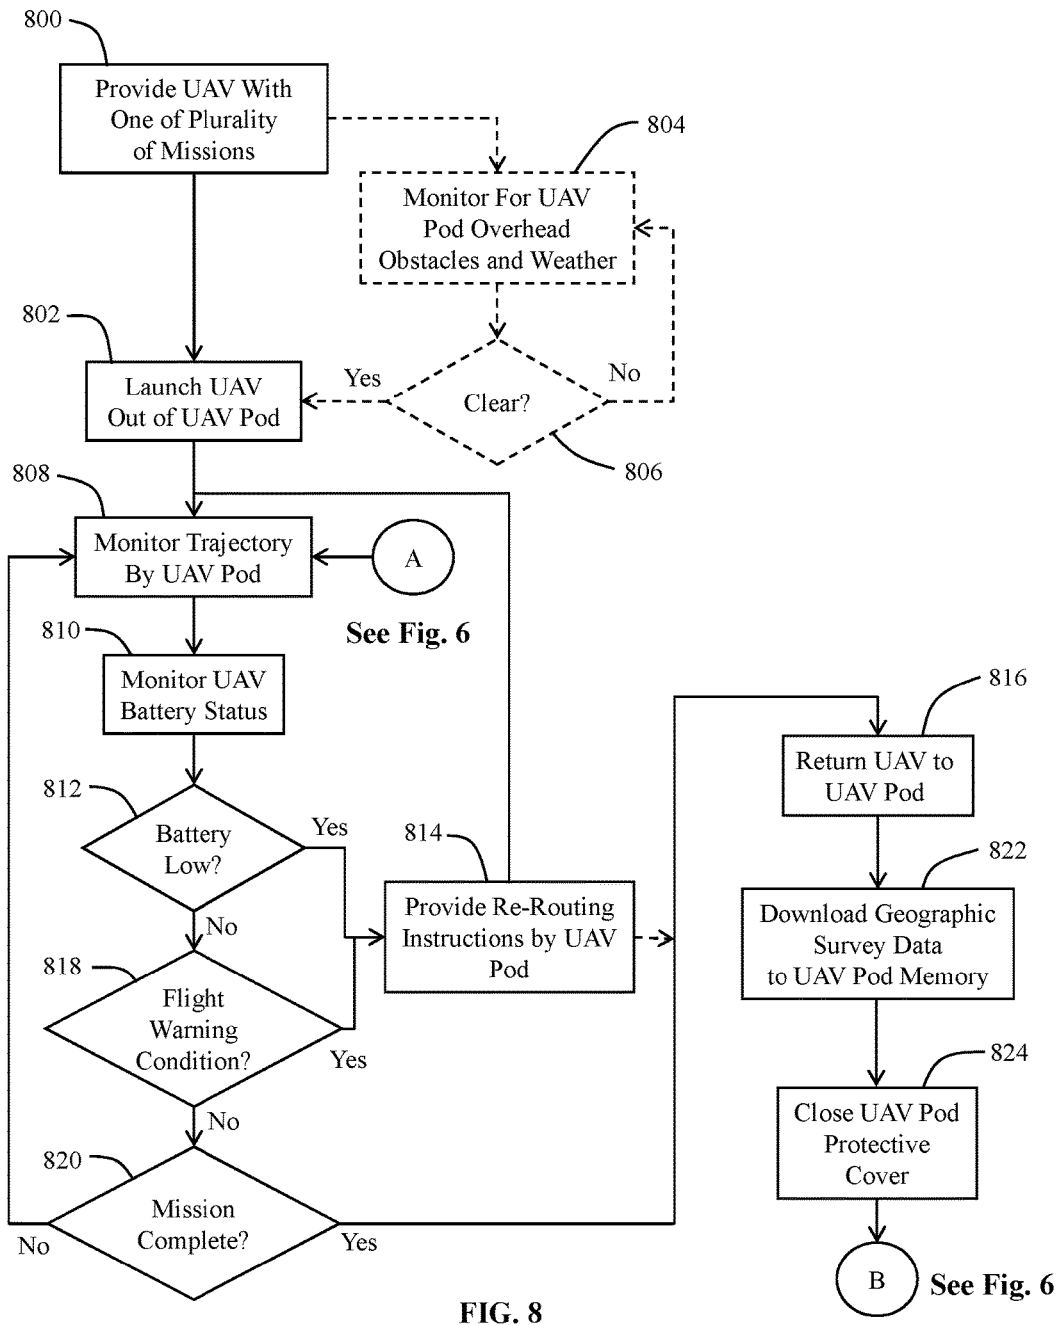 800
Provide UAV With
One of Plurality
of Missions
804
Monitor For UAV
Pod Overhead
Obstacles and Weather
802
Launch UAV
Out of UAV Pod
Yes
Clear?
No
806
808
Monitor Trajectory
By UAV Pod
A
See Fig. 6
810
Monitor UAV
Battery Status
812
Battery
Low?
Yes
No
814
Provide Re-Routing
Instructions by UAV
Pod
818
Flight
Warning
Condition?
Yes
No
820
Mission
Complete?
No
Yes
816
Return UAV to
UAV Pod
822
Download Geographic
Survey Data
to UAV Pod Memory
824
Close UAV Pod
Protective
Cover
B
See Fig. 6
FIG. 8